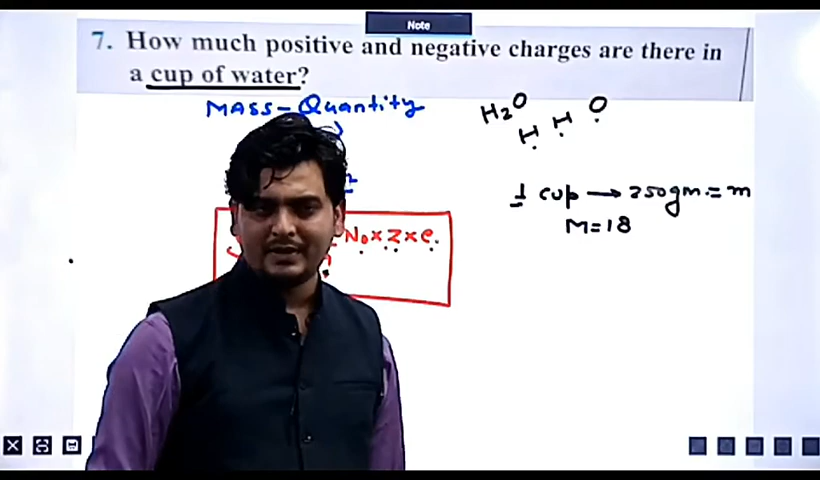 Note
7. How much positive and negative charges are there in
a cup of water?
MASS-Quantity
H₂O
H H O
1 cup → 250gm = m
M=18
N₀×Z×e